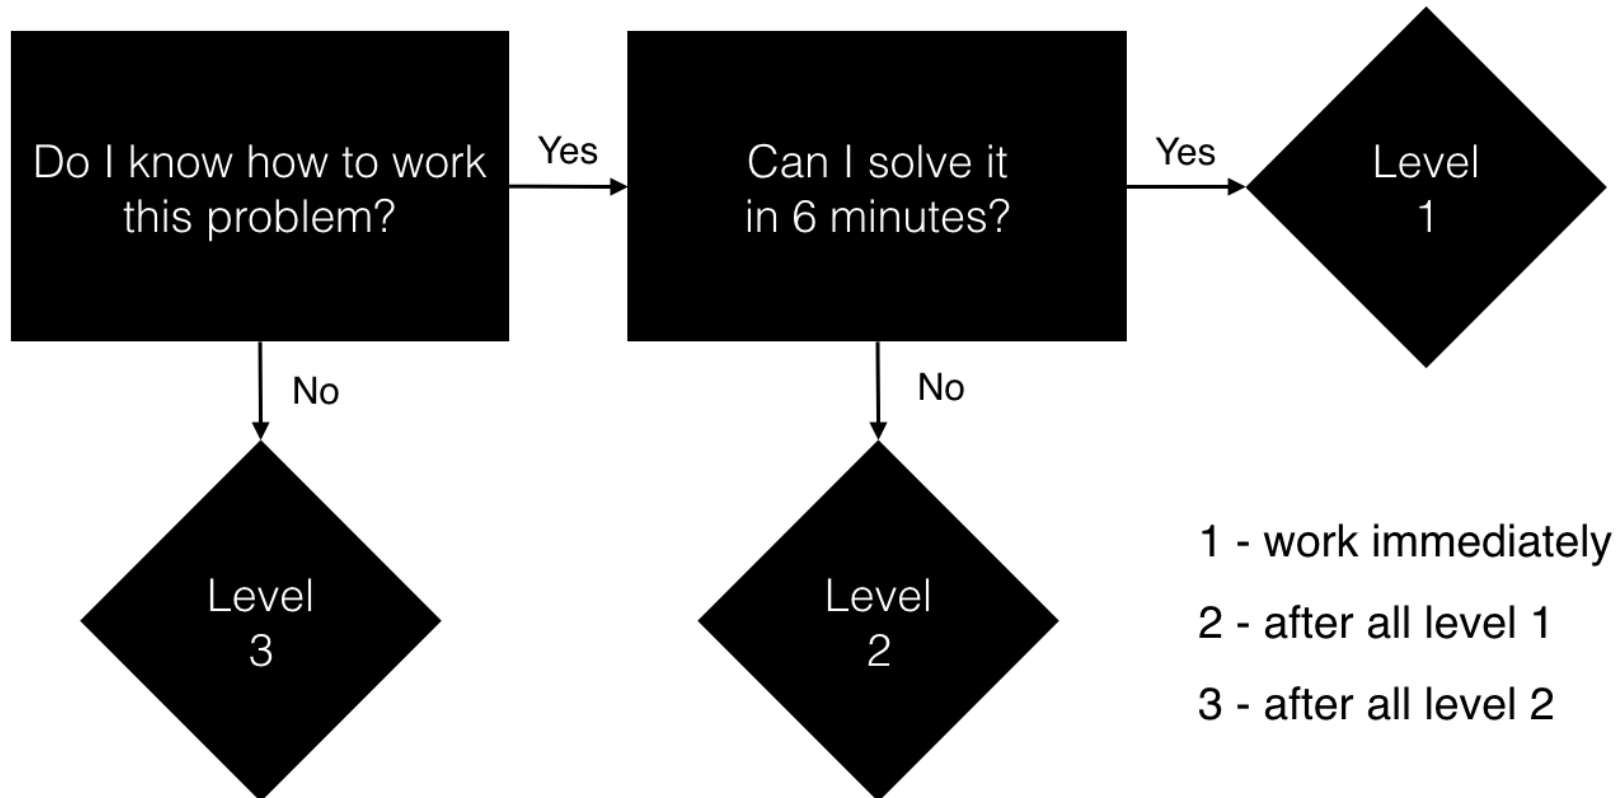 Do I know how to work
this problem?
Yes
Can I solve it
in 6 minutes?
Yes
Level
1
No
No
Level
3
Level
2
1 - work immediately
2 - after all level 1
3 - after all level 2